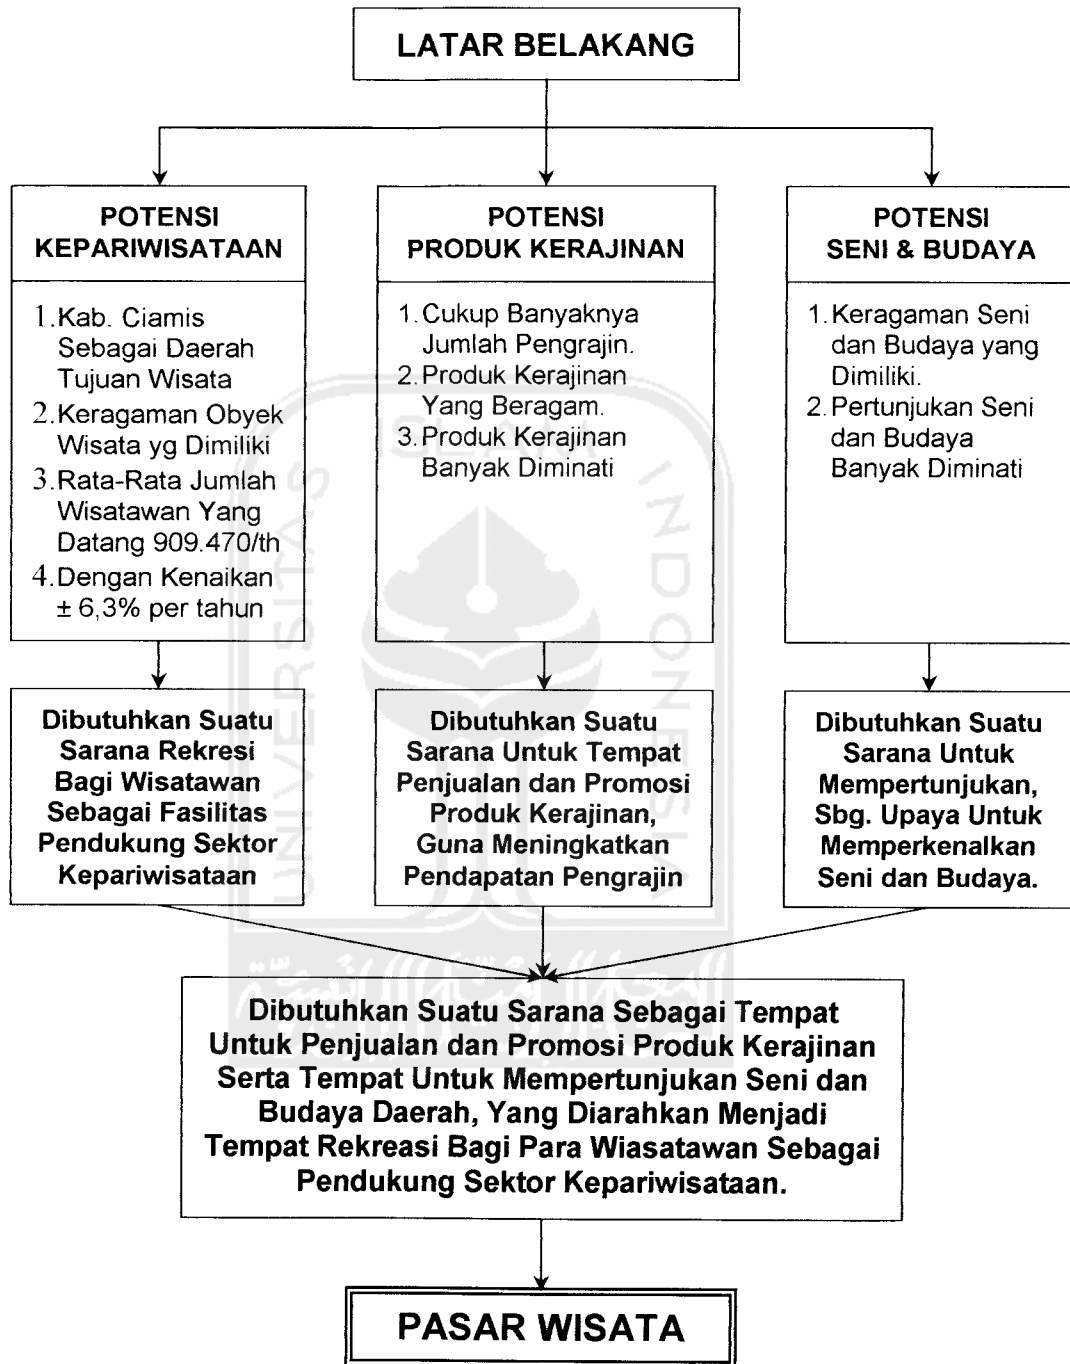 LATAR BELAKANG
POTENSI
KEPARIWISATAAN
1. Kab. Ciamis
Sebagai Daerah
Tujuan Wisata
2. Keragaman Obyek
Wisata yg Dimiliki
3. Rata-Rata Jumlah
Wisatawan Yang
Datang 909.470/th
4. Dengan Kenaikan
± 6,3% per tahun
POTENSI
PRODUK KERAJINAN
1. Cukup Banyaknya
Jumlah Pengrajin.
2. Produk Kerajinan
Yang Beragam.
3. Produk Kerajinan
Banyak Diminati
POTENSI
SENI & BUDAYA
1. Keragaman Seni
dan Budaya yang
Dimiliki.
2. Pertunjukan Seni
dan Budaya
Banyak Diminati
Dibutuhkan Suatu
Sarana Rekresi
Bagi Wisatawan
Sebagai Fasilitas
Pendukung Sektor
Kepariwisataan
Dibutuhkan Suatu
Sarana Untuk Tempat
Penjualan dan Promosi
Produk Kerajinan,
Guna Meningkatkan
Pendapatan Pengrajin
Dibutuhkan Suatu
Sarana Untuk
Mempertunjukan,
Sbg. Upaya Untuk
Memperkenalkan
Seni dan Budaya.
Dibutuhkan Suatu Sarana Sebagai Tempat
Untuk Penjualan dan Promosi Produk Kerajinan
Serta Tempat Untuk Mempertunjukan Seni dan
Budaya Daerah, Yang Diarahkan Menjadi
Tempat Rekreasi Bagi Para Wiasatawan Sebagai
Pendukung Sektor Kepariwisataan.
PASAR WISATA
UNIVERSITAS
ISLAM
INDONESIA